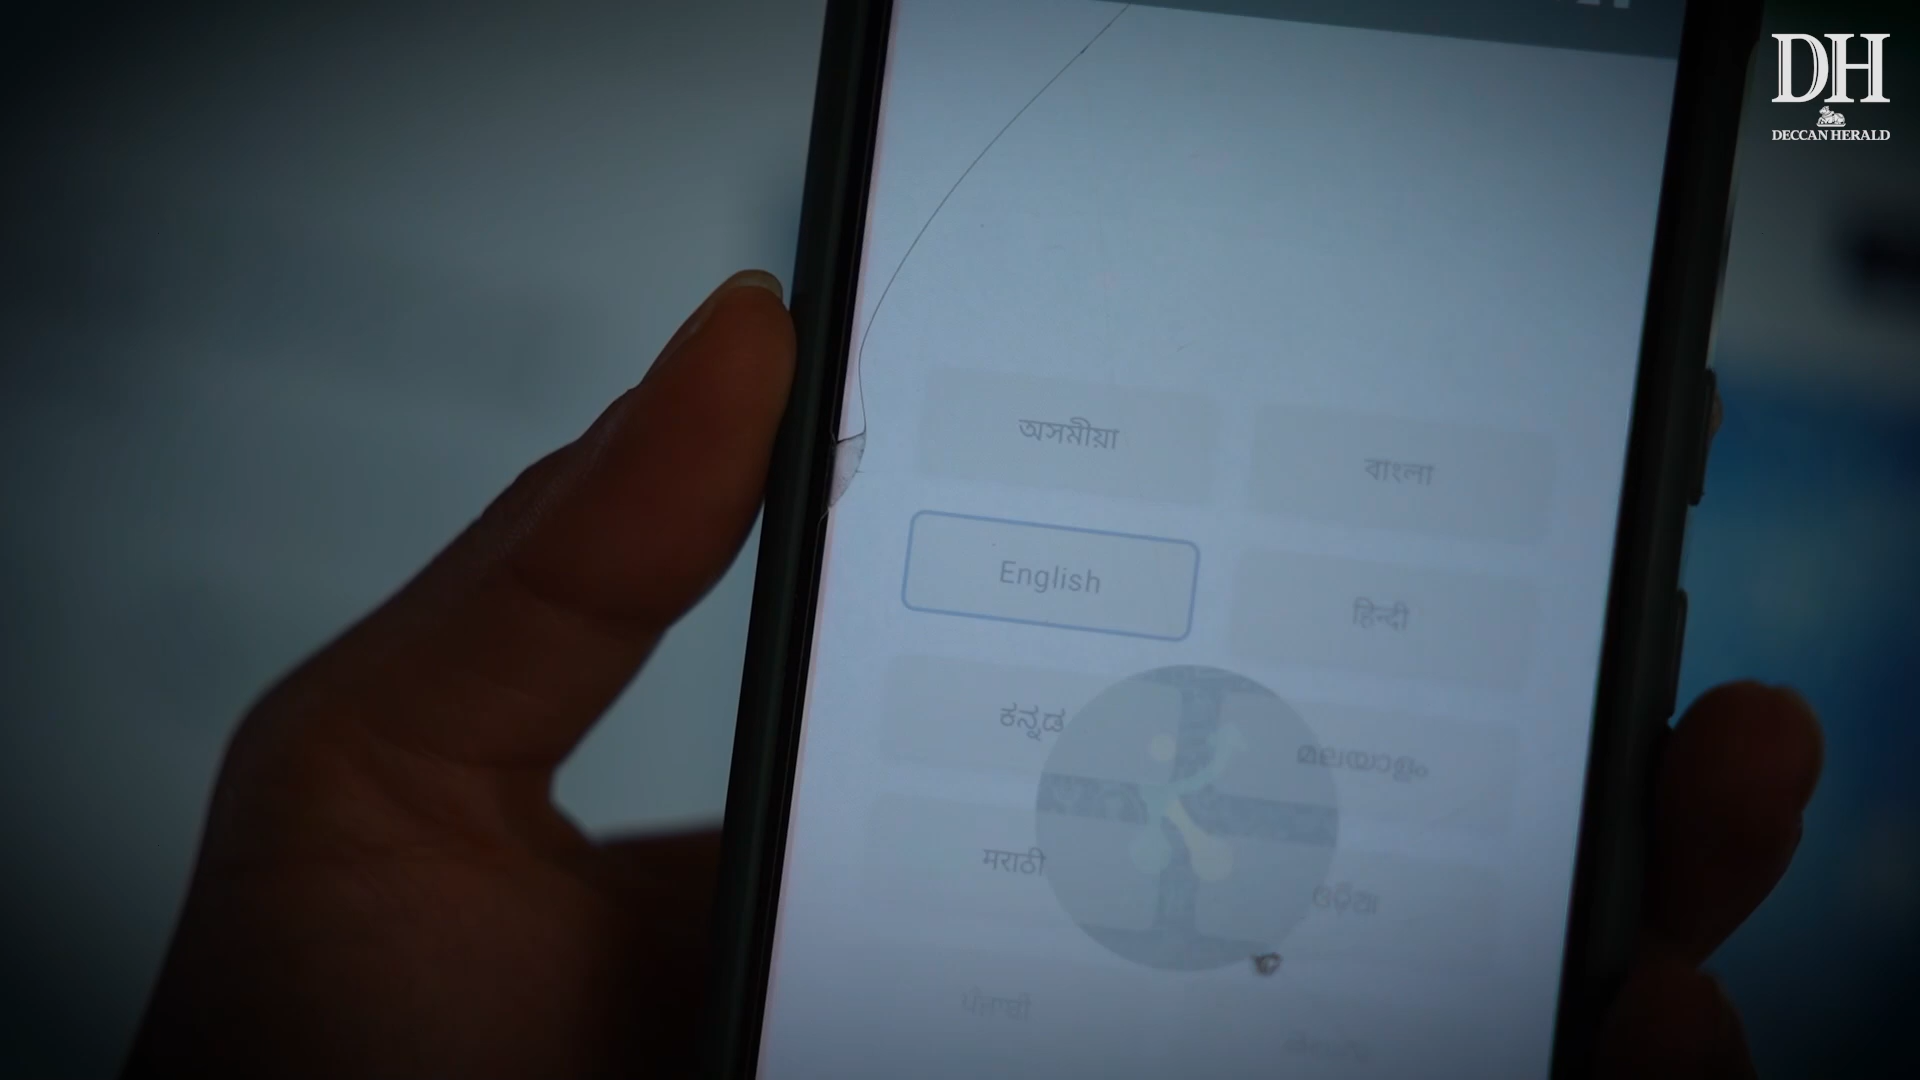 DH
DECCAN HERALD
অসমীয়া
বাংলা
English
हिन्दी
ಕನ್ನಡ
മലയാളം
मराठी
ଓଡ଼ିଆ
ਪੰਜਾਬੀ